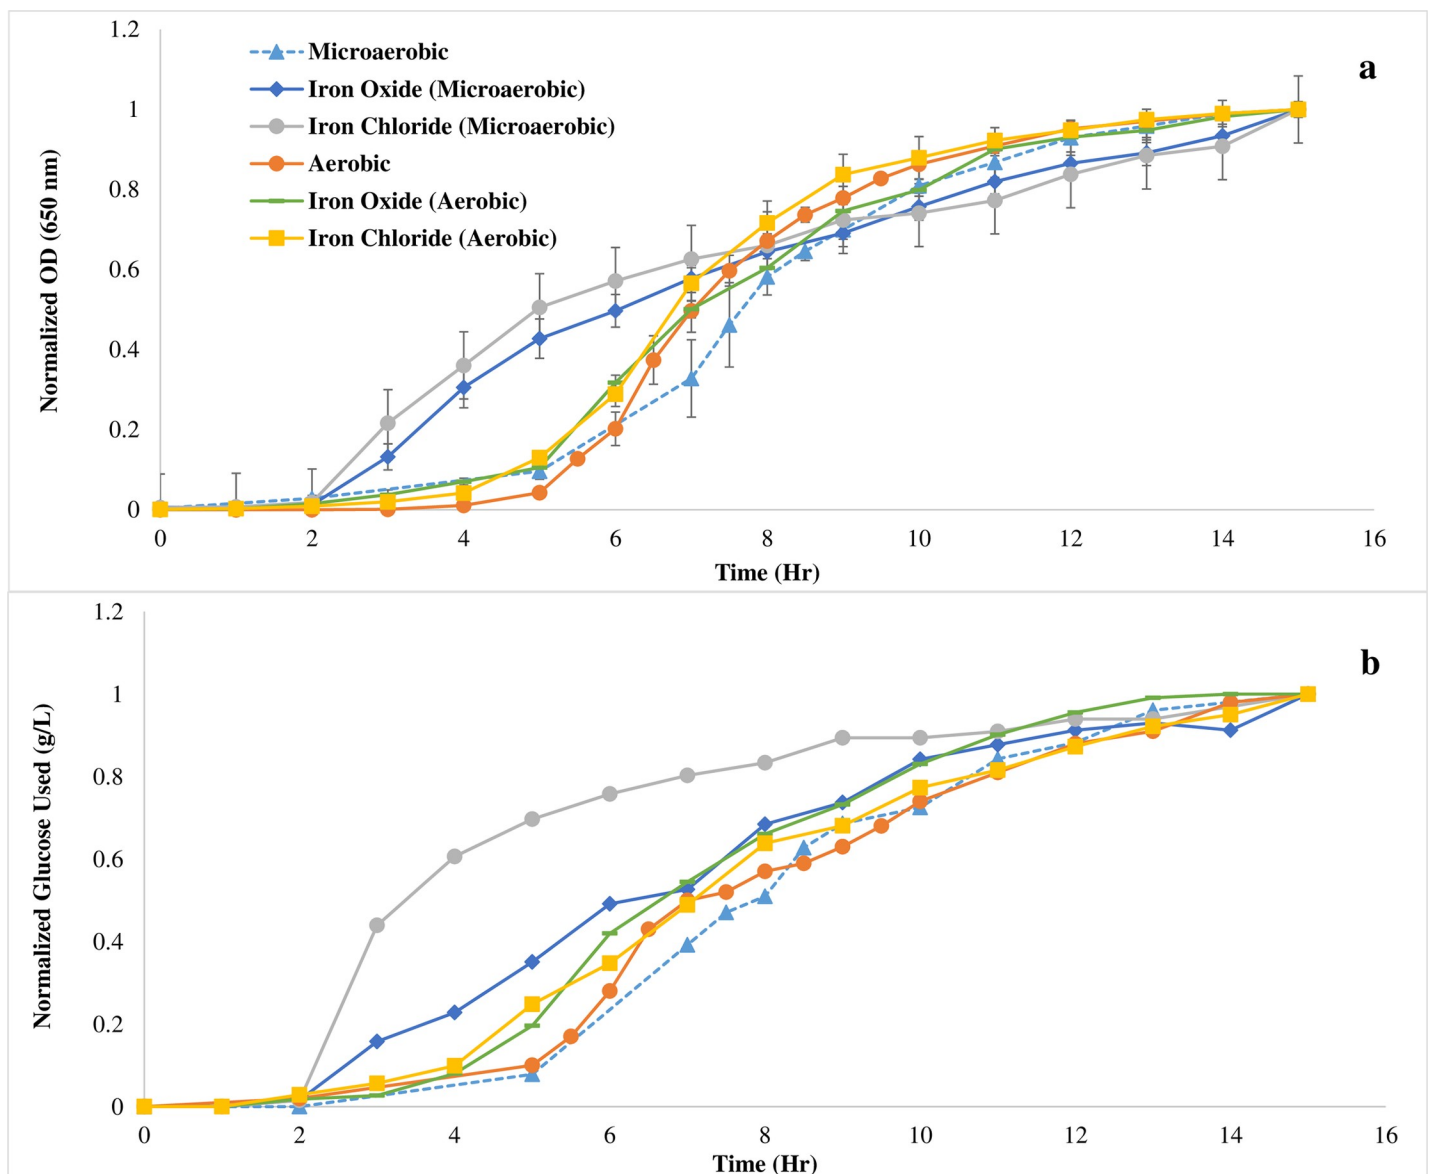 a
Microaerobic
Iron Oxide (Microaerobic)
Iron Chloride (Microaerobic)
Aerobic
Iron Oxide (Aerobic)
Iron Chloride (Aerobic)
Normalized OD (650 nm)
1.2
1
0.8
0.6
0.4
0.2
0
0 2 4 6 8 10 12 14 16
Time (Hr)
b
Normalized Glucose Used (g/L)
1.2
1
0.8
0.6
0.4
0.2
0
0 2 4 6 8 10 12 14 16
Time (Hr)